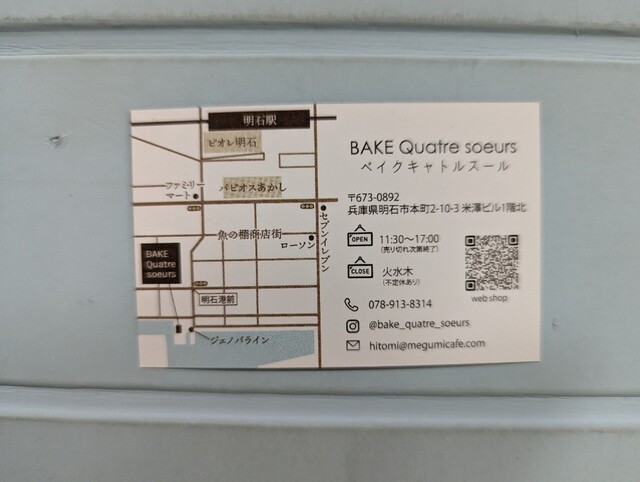 明石駅
ピオレ明石
ファミリー
マート
パピオスあかし
魚の棚商店街
ローソン
セブンイレブン
BAKE
Quatre
soeurs
明石港前
ジェノバライン
BAKE Quatre soeurs
ベイクキャトルスール
〒673-0892
兵庫県明石市本町2-10-3 米澤ビル1階北
OPEN
11:30〜17:00
(売り切れ次第終了)
CLOSE
火水木
(不定休あり)
web shop
078-913-8314
@bake_quatre_soeurs
hitomi@megumicafe.com